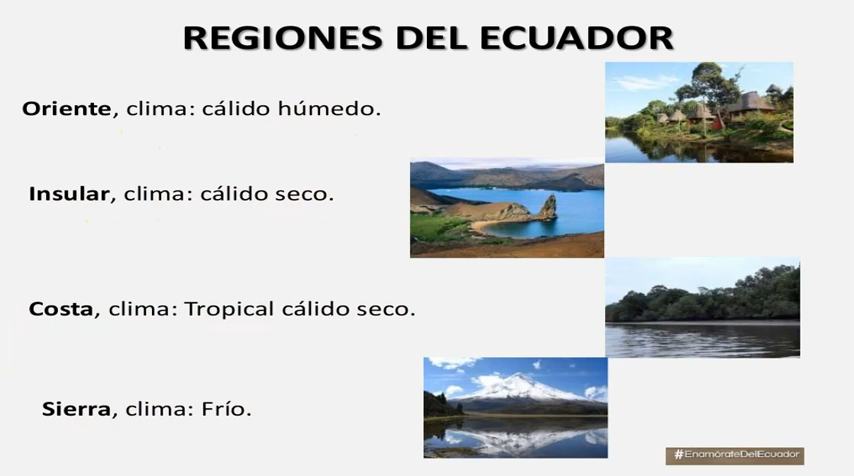 REGIONES DEL ECUADOR
Oriente, clima: cálido húmedo.
Insular, clima: cálido seco.
Costa, clima: Tropical cálido seco.
Sierra, clima: Frío.
#EnamórateDelEcuador